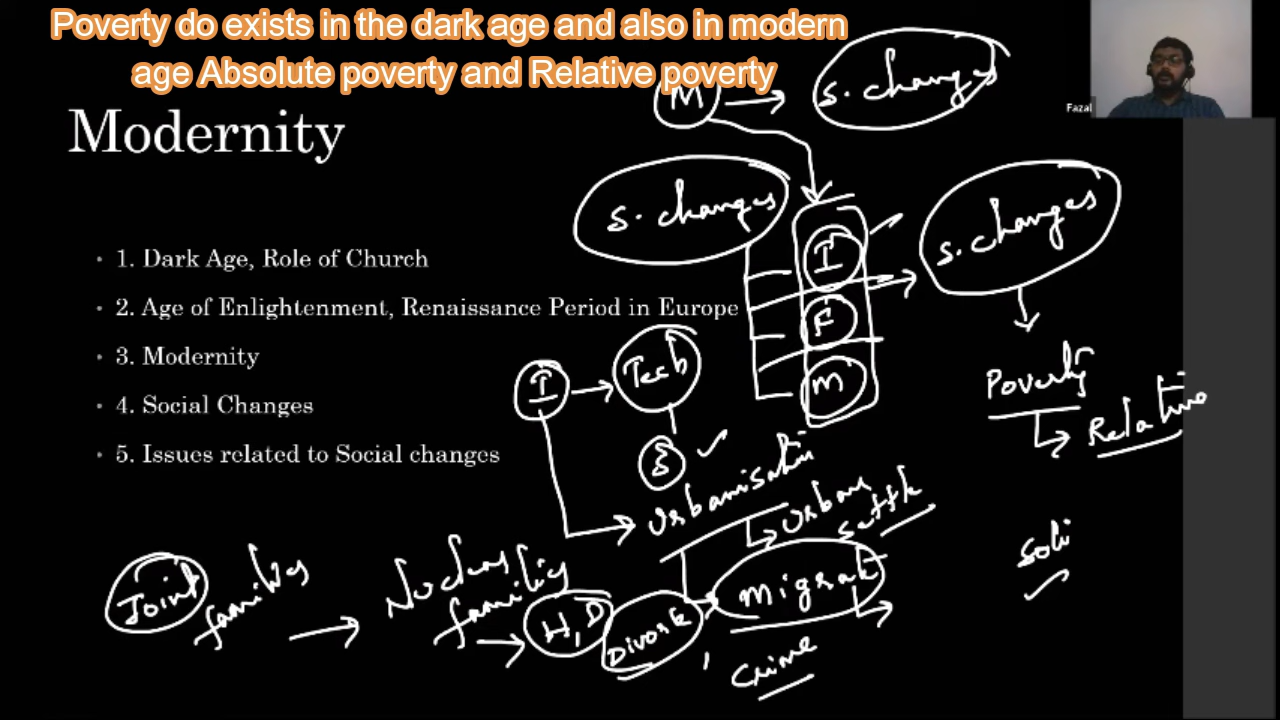 Poverty do exists in the dark age and also in modern
age Absolute poverty and Relative poverty
Fazal
Modernity
• 1. Dark Age, Role of Church
• 2. Age of Enlightenment, Renaissance Period in Europe
• 3. Modernity
• 4. Social Changes
• 5. Issues related to Social changes
M
S. changes
S. changes
I
F
M
S. changes
Poverty
Relative
I
Tech
S
Urbanisation
Urban
settle
migrat
Joint
families
Nuclear
families
H, D
Divorce
,
Crime